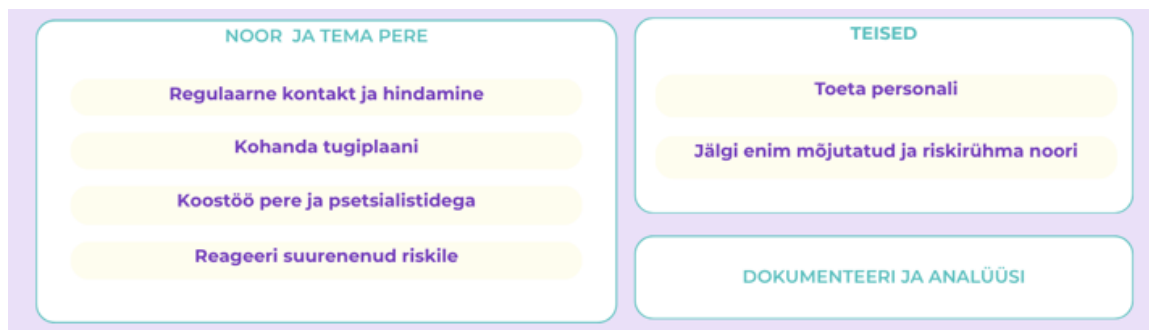 NOOR JA TEMA PERE
Regulaarne kontakt ja hindamine
Kohanda tugiplaani
Koostöö pere ja psetsialistidega
Reageeri suurenenud riskile
TEISED
Toeta personali
Jälgi enim mõjutatud ja riskirühma noori
DOKUMENTEERI JA ANALÜÜSI